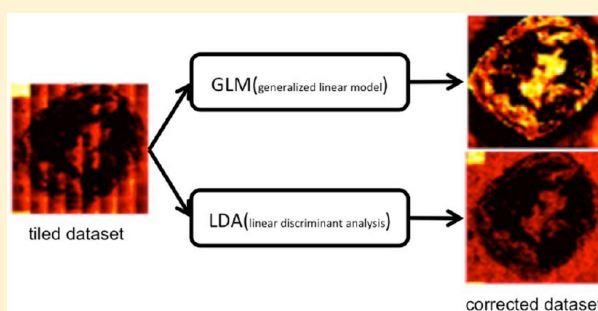 GLM(generalized linear model)
tiled dataset
LDA(linear discriminant analysis)
corrected dataset